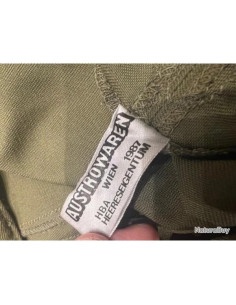 AUSTROWAREN
WIEN 1987
HBA
HEERESEIGENTUM
NaturaBuy